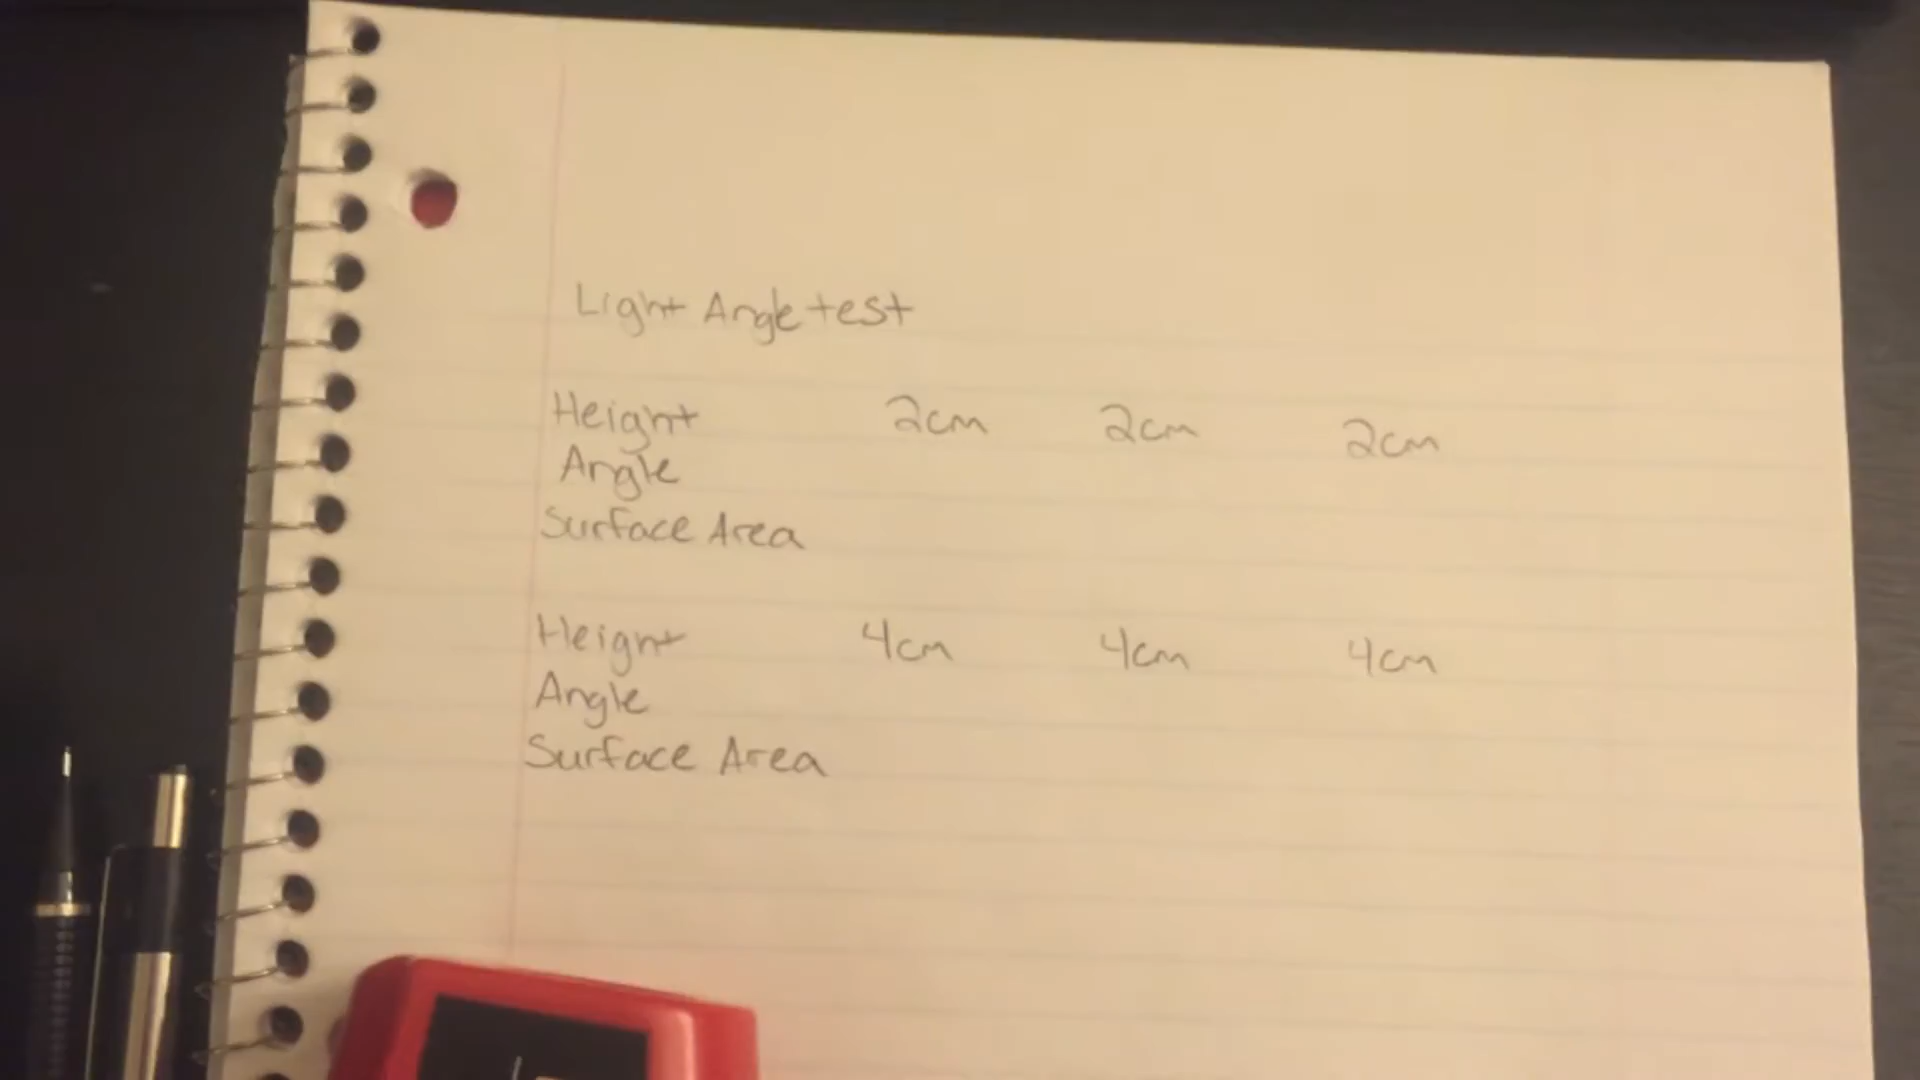 Light Angle test
Height 2cm 2cm 2cm
Angle
Surface Area
Height 4cm 4cm 4cm
Angle
Surface Area